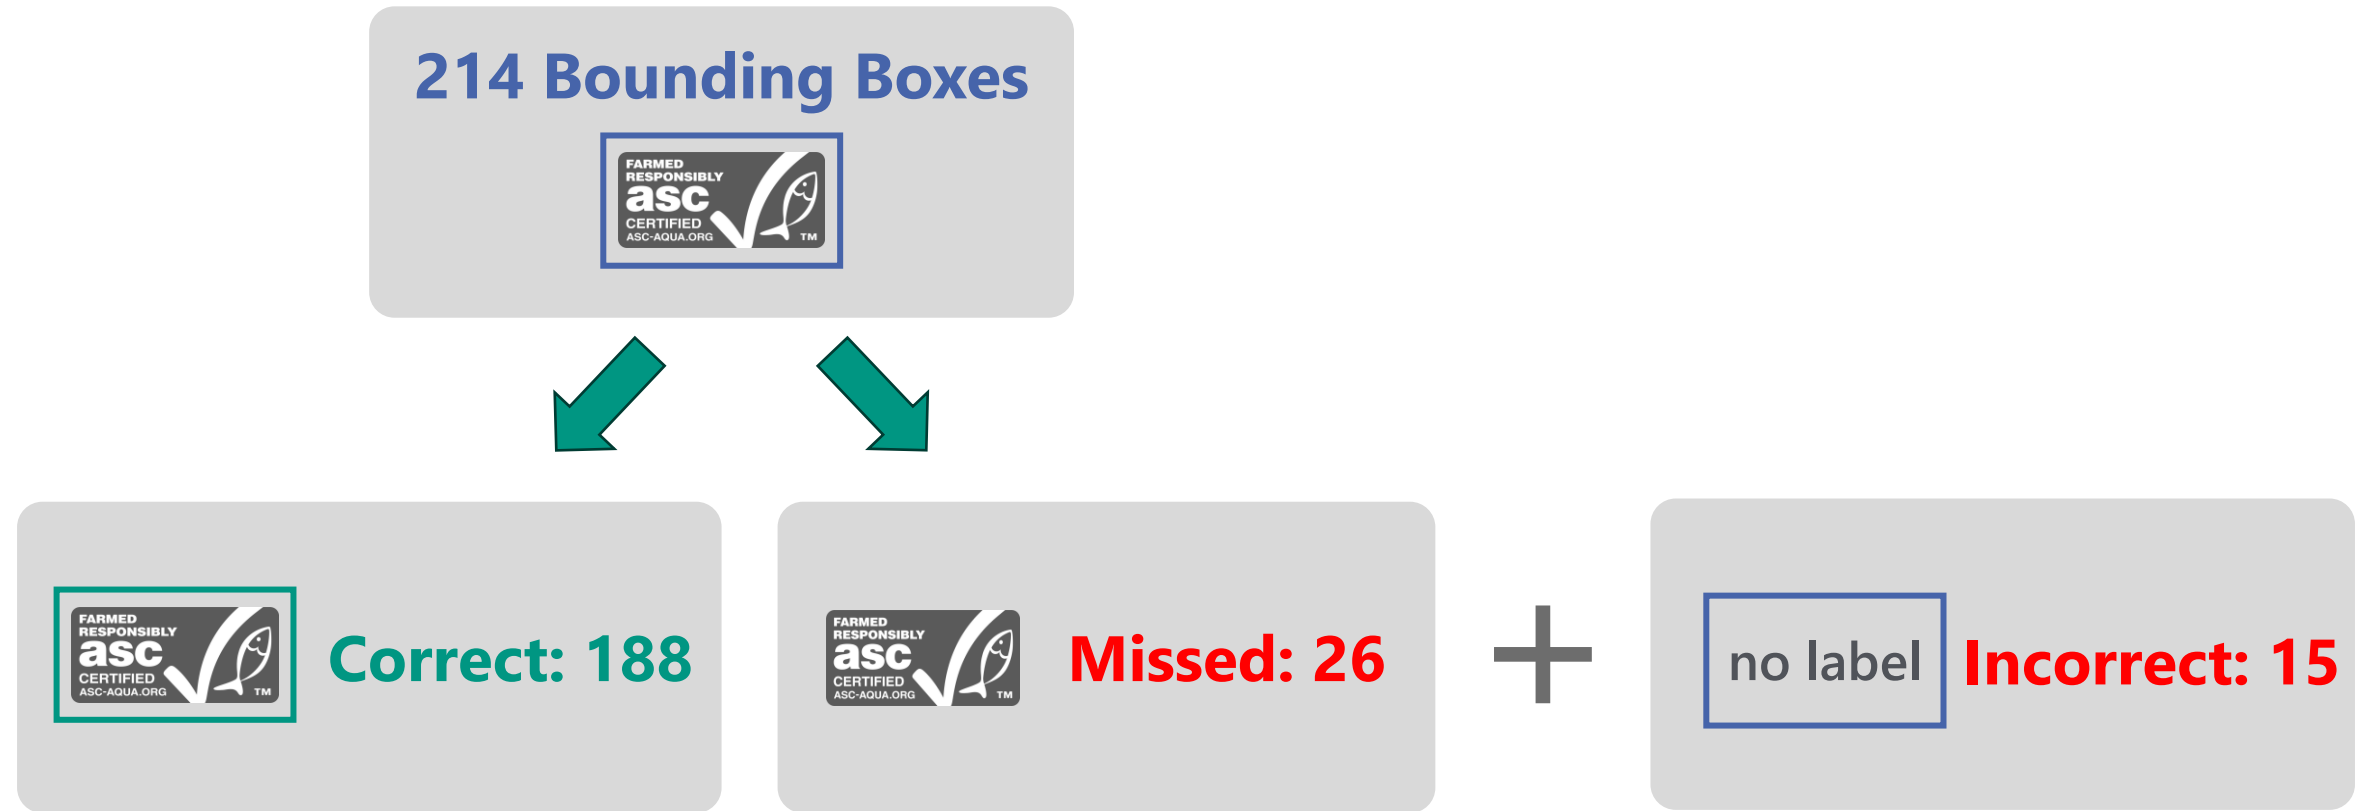 214 Bounding Boxes
FARMED
RESPONSIBLY
asc
CERTIFIED
ASC-AQUA.ORG
TM
FARMED
RESPONSIBLY
asc
CERTIFIED
ASC-AQUA.ORG
TM
Correct: 188
FARMED
RESPONSIBLY
asc
CERTIFIED
ASC-AQUA.ORG
TM
Missed: 26
+
no label
Incorrect: 15